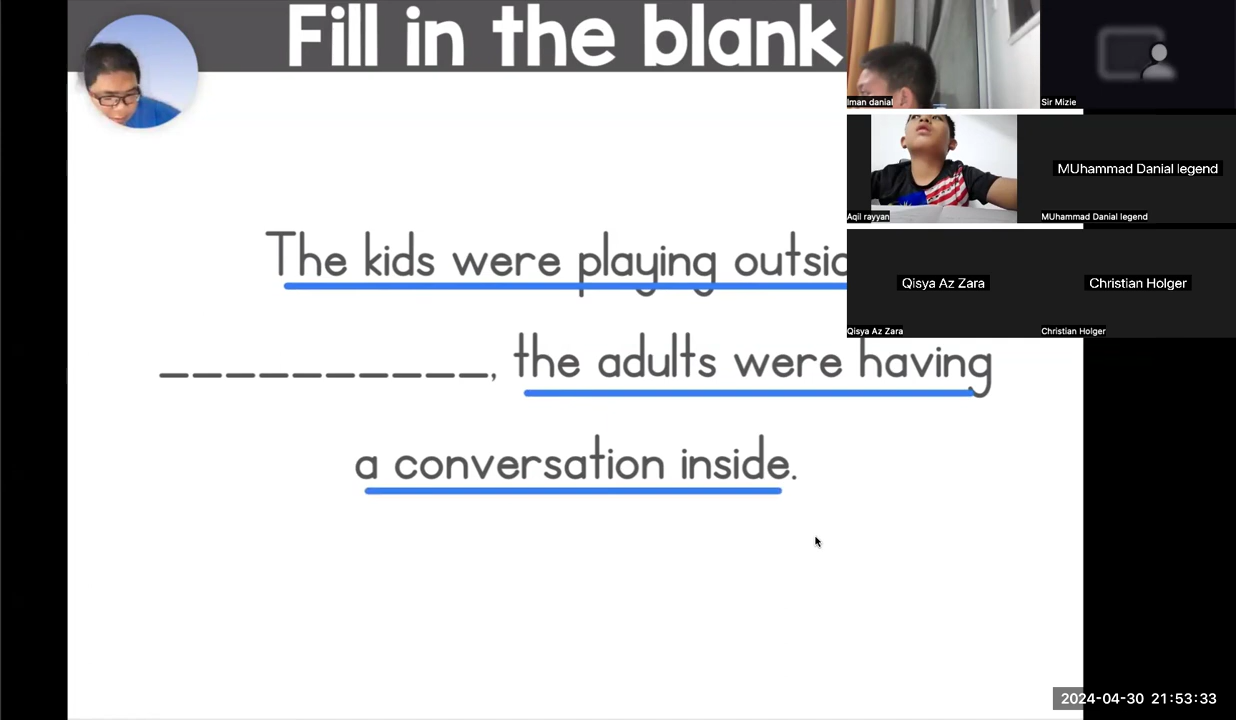 Fill in the blank
Iman danial
Sir Mizie
MUhammad Danial legend
Aqil rayyan
MUhammad Danial legend
The kids were playing
Qisya Az Zara
Christian Holger
Qisya Az Zara
Christian Holger
__________, the adults were having
a conversation inside.
2024-04-30 21:53:33